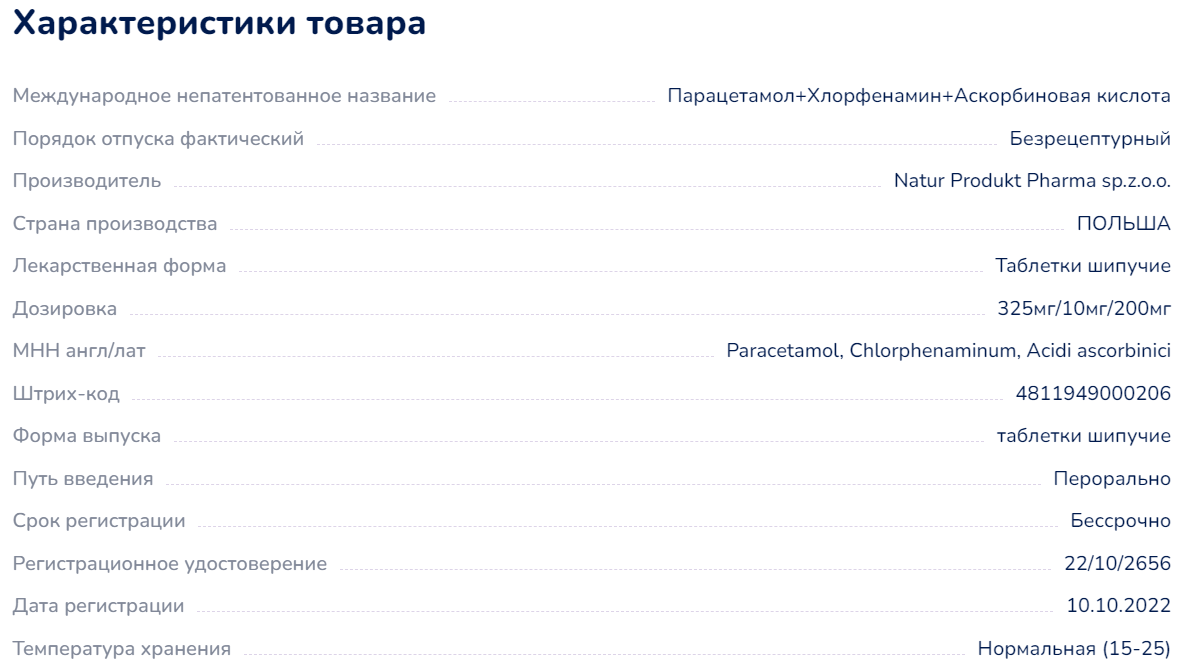 Характеристики товара
Международное непатентованное название Парацетамол+Хлорфенамин+Аскорбиновая кислота
Порядок отпуска фактический Безрецептурный
Производитель Natur Produkt Pharma sp.z.o.o.
Страна производства ПОЛЬША
Лекарственная форма Таблетки шипучие
Дозировка 325мг/10мг/200мг
МНН англ/лат Paracetamol, Chlorphenaminum, Acidi ascorbinici
Штрих-код 4811949000206
Форма выпуска таблетки шипучие
Путь введения Перорально
Срок регистрации Бессрочно
Регистрационное удостоверение 22/10/2656
Дата регистрации 10.10.2022
Температура хранения Нормальная (15-25)